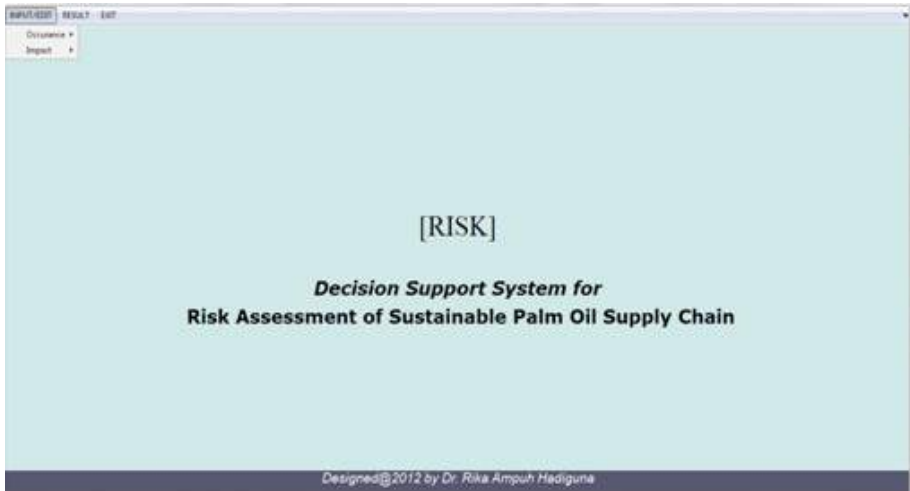 INPUT/EDIT RESULT EXIT
Occurance
Impact
[RISK]
Decision Support System for
Risk Assessment of Sustainable Palm Oil Supply Chain
Designed@2012 by Dr. Rika Ampuh Hadiguna